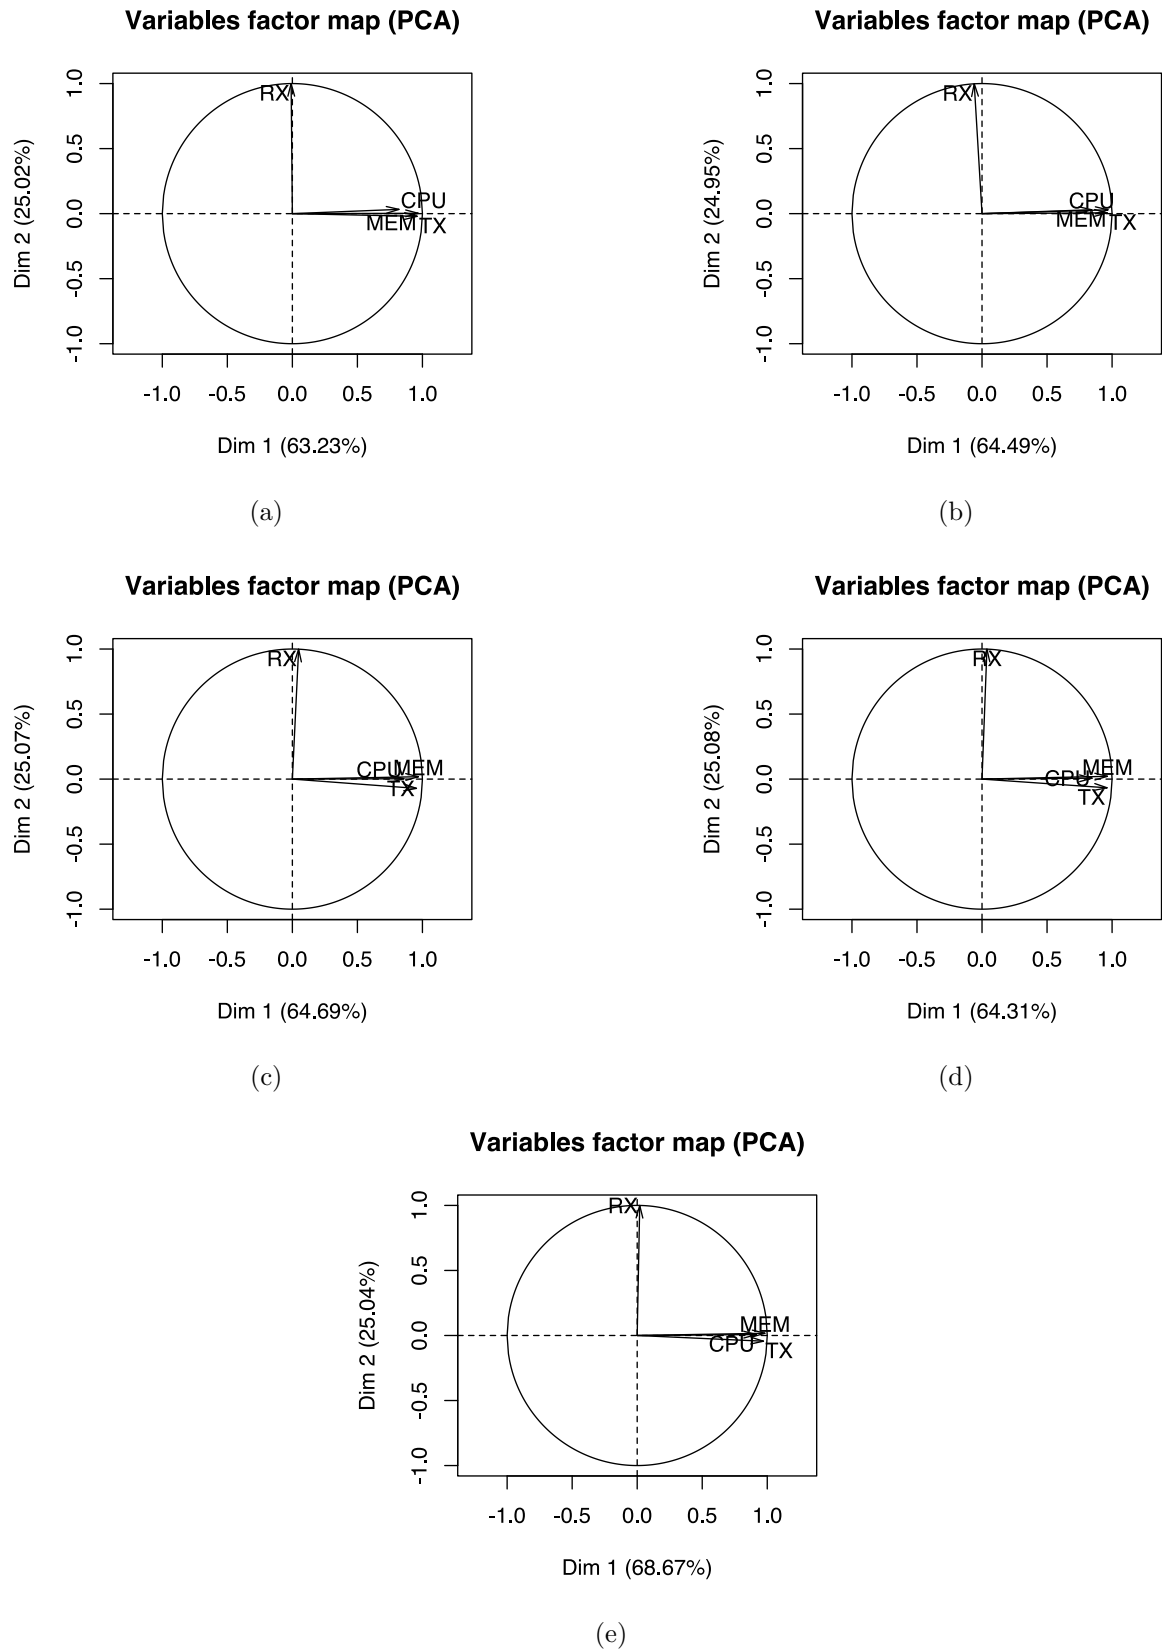 Variables factor map (PCA)
RX
CPU
MEM TX
1.0
0.5
0.0
-0.5
-1.0
Dim 2 (25.02%)
-1.0 -0.5 0.0 0.5 1.0
Dim 1 (63.23%)
(a)
Variables factor map (PCA)
RX
CPU
MEM TX
1.0
0.5
0.0
-0.5
-1.0
Dim 2 (24.95%)
-1.0 -0.5 0.0 0.5 1.0
Dim 1 (64.49%)
(b)
Variables factor map (PCA)
RX
CPU MEM
TX
1.0
0.5
0.0
-0.5
-1.0
Dim 2 (25.07%)
-1.0 -0.5 0.0 0.5 1.0
Dim 1 (64.69%)
(c)
Variables factor map (PCA)
RX
MEM
CPU
TX
1.0
0.5
0.0
-0.5
-1.0
Dim 2 (25.08%)
-1.0 -0.5 0.0 0.5 1.0
Dim 1 (64.31%)
(d)
Variables factor map (PCA)
RX
MEM
CPU TX
1.0
0.5
0.0
-0.5
-1.0
Dim 2 (25.04%)
-1.0 -0.5 0.0 0.5 1.0
Dim 1 (68.67%)
(e)